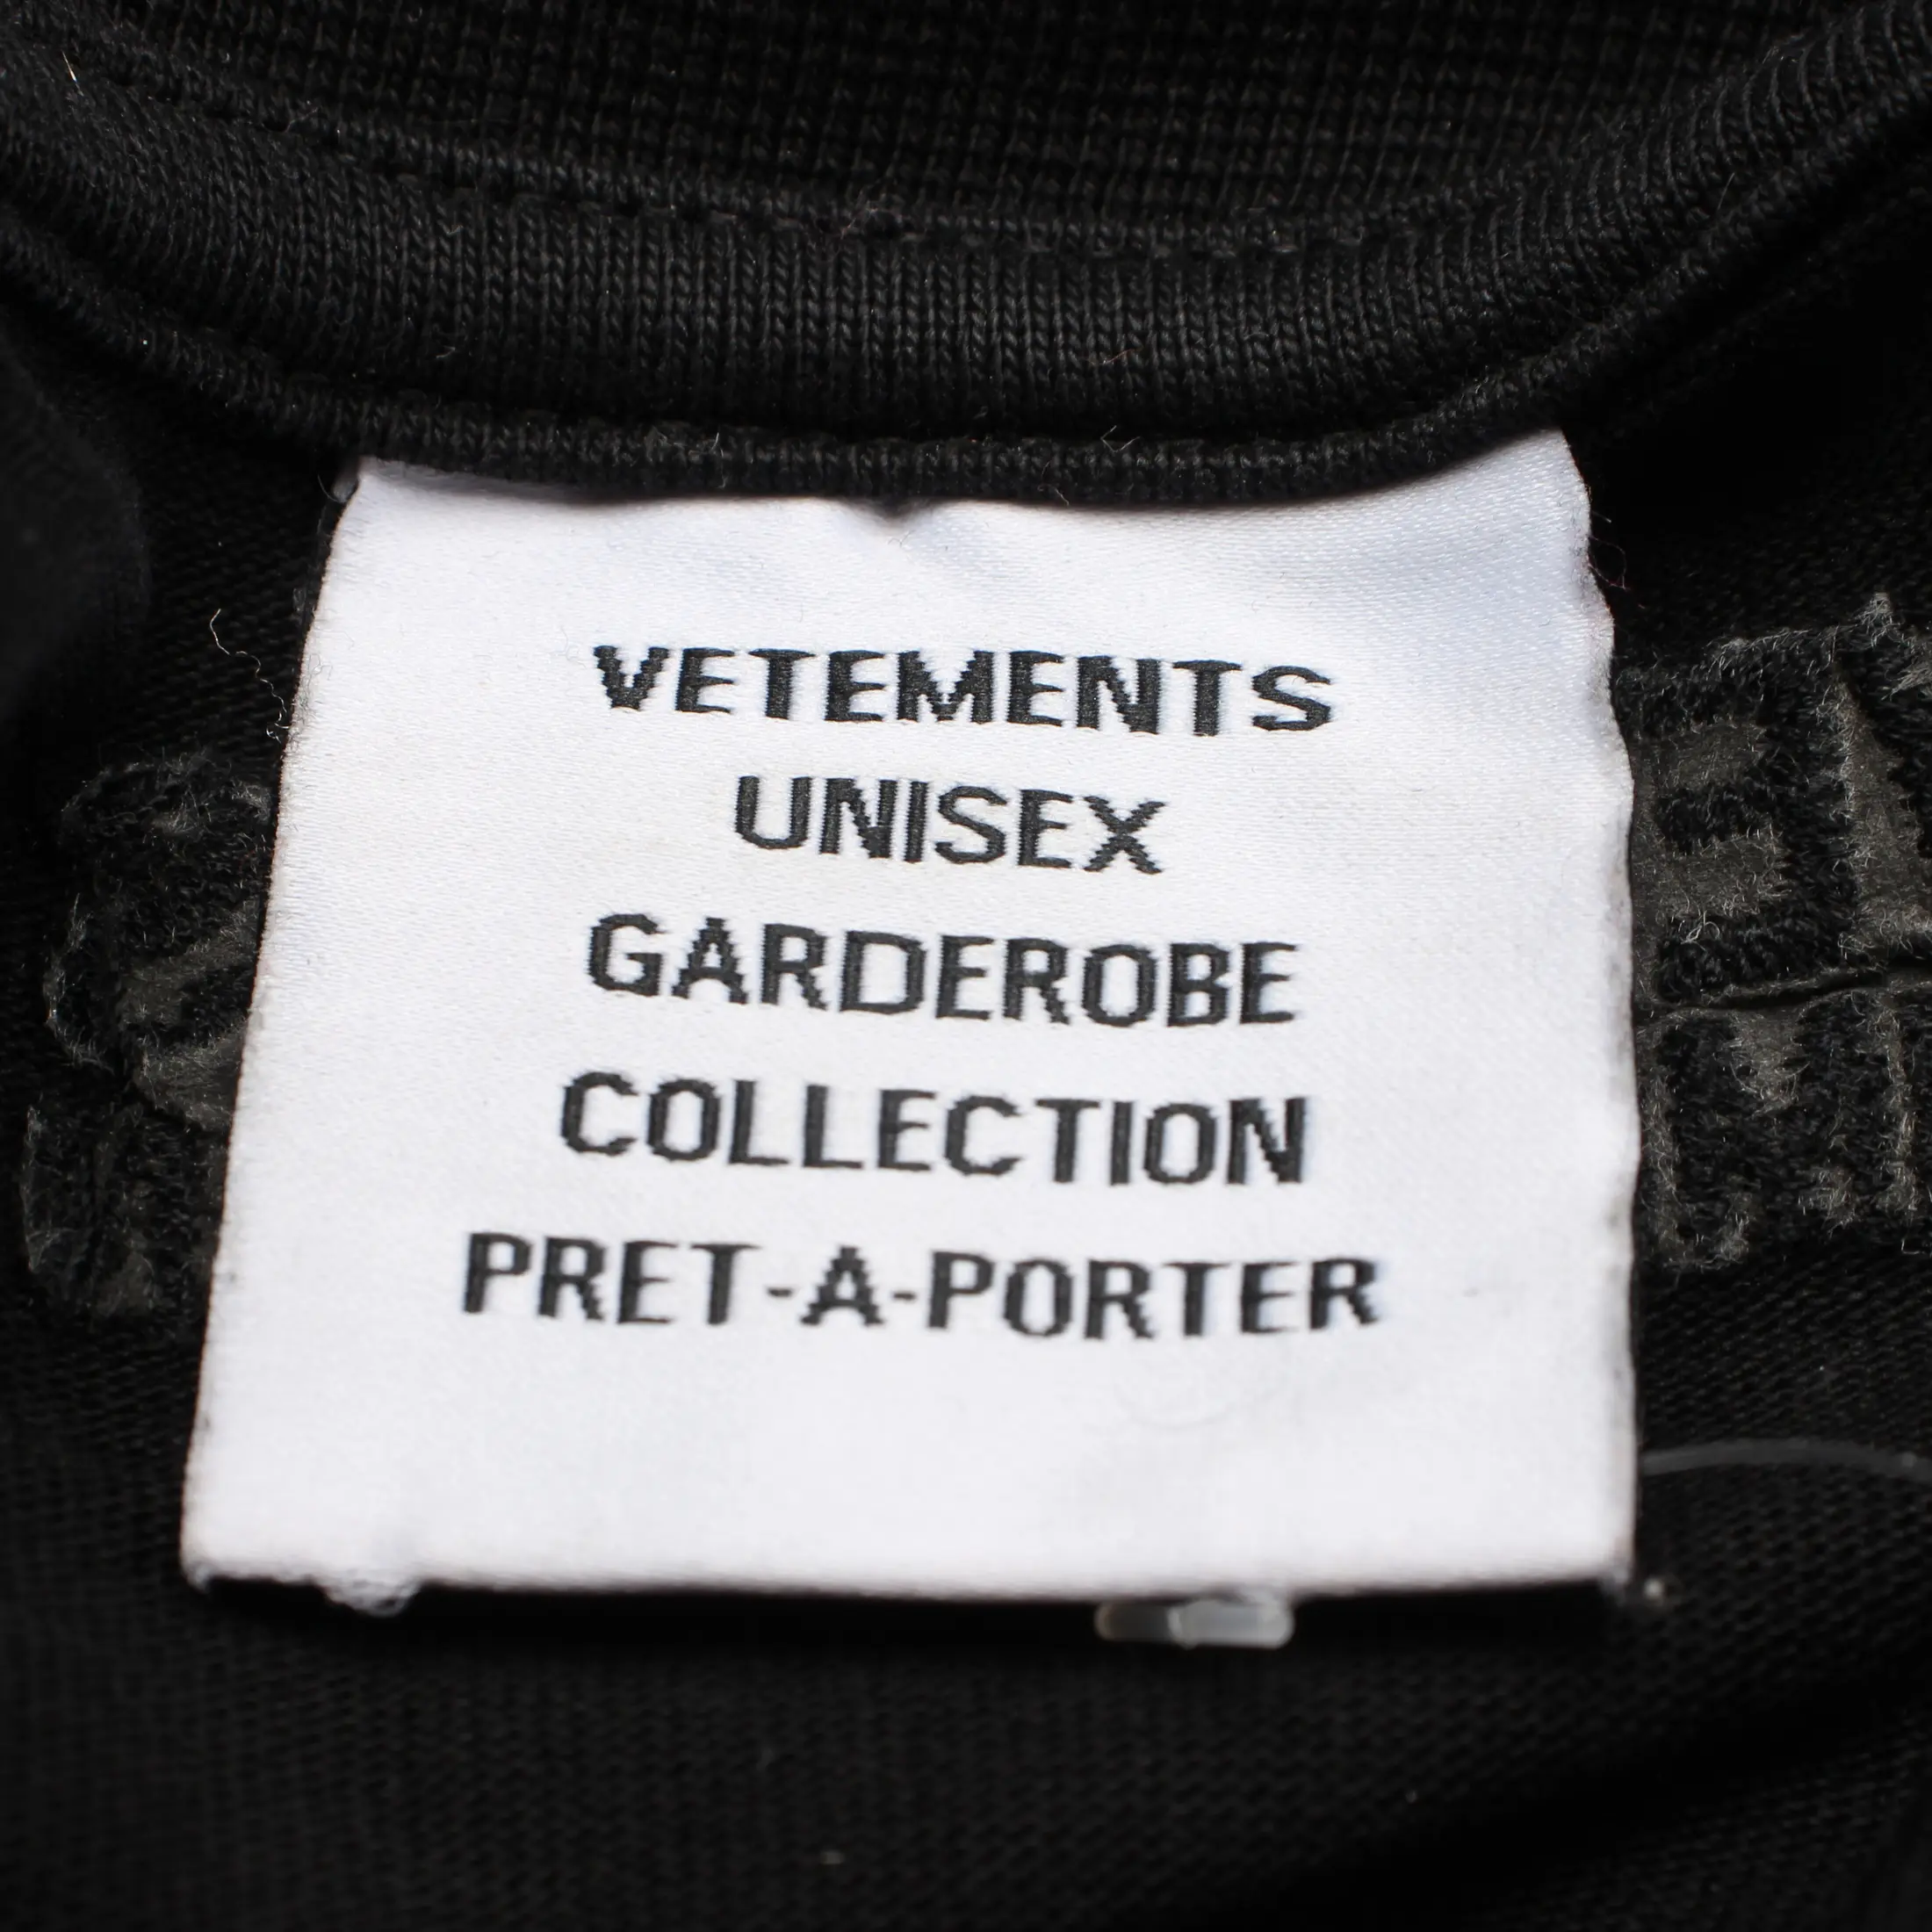 VETEMENTS
UNISEX
GARDEROBE
COLLECTION
PRET-A-PORTER